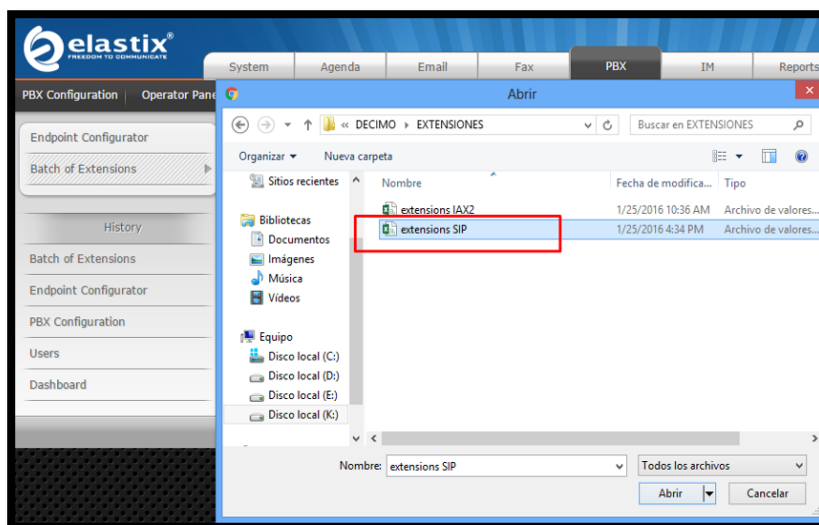 elastix®
FREEDOM TO COMMUNICATE
System Agenda Email Fax PBX IM Reports
PBX Configuration Operator Pane
Abrir
« DECIMO EXTENSIONES Buscar en EXTENSIONES
Endpoint Configurator
Batch of Extensions
History
Batch of Extensions
Endpoint Configurator
PBX Configuration
Users
Dashboard
Organizar Nueva carpeta
Sitios recientes
Bibliotecas
Documentos
Imágenes
Música
Vídeos
Equipo
Disco local (C:)
Disco local (D:)
Disco local (E:)
Disco local (K:)
Nombre Fecha de modifica... Tipo
extensions IAX2 1/25/2016 10:36 AM Archivo de valores...
extensions SIP 1/25/2016 4:34 PM Archivo de valores...
Nombre: extensions SIP Todos los archivos
Abrir Cancelar